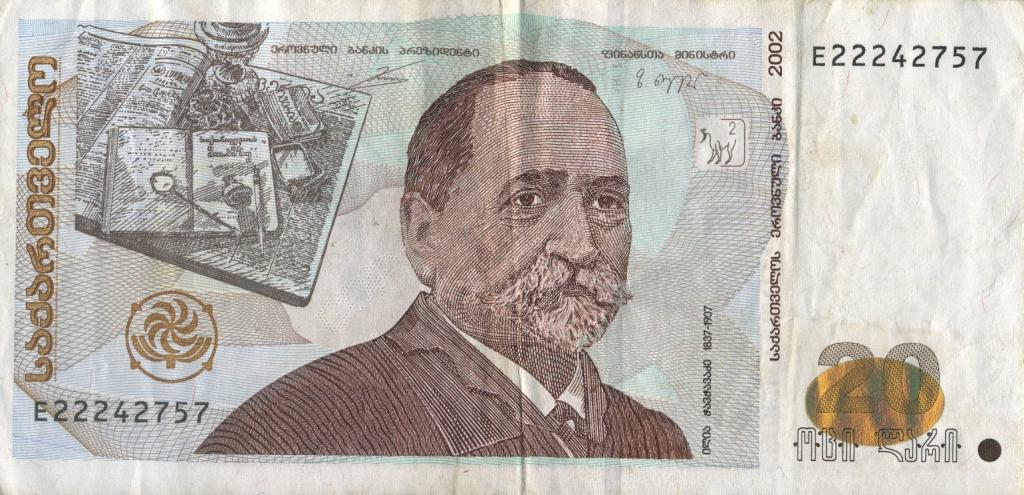 საქართველო
ეროვნული ბანკის პრეზიდენტი
ფინანსთა მინისტრი
2
საქართველოს ეროვნული ბანკი 2002
E22242757
E22242757
ილია ჭავჭავაძე 1837-1907
20
ოცი ლარი